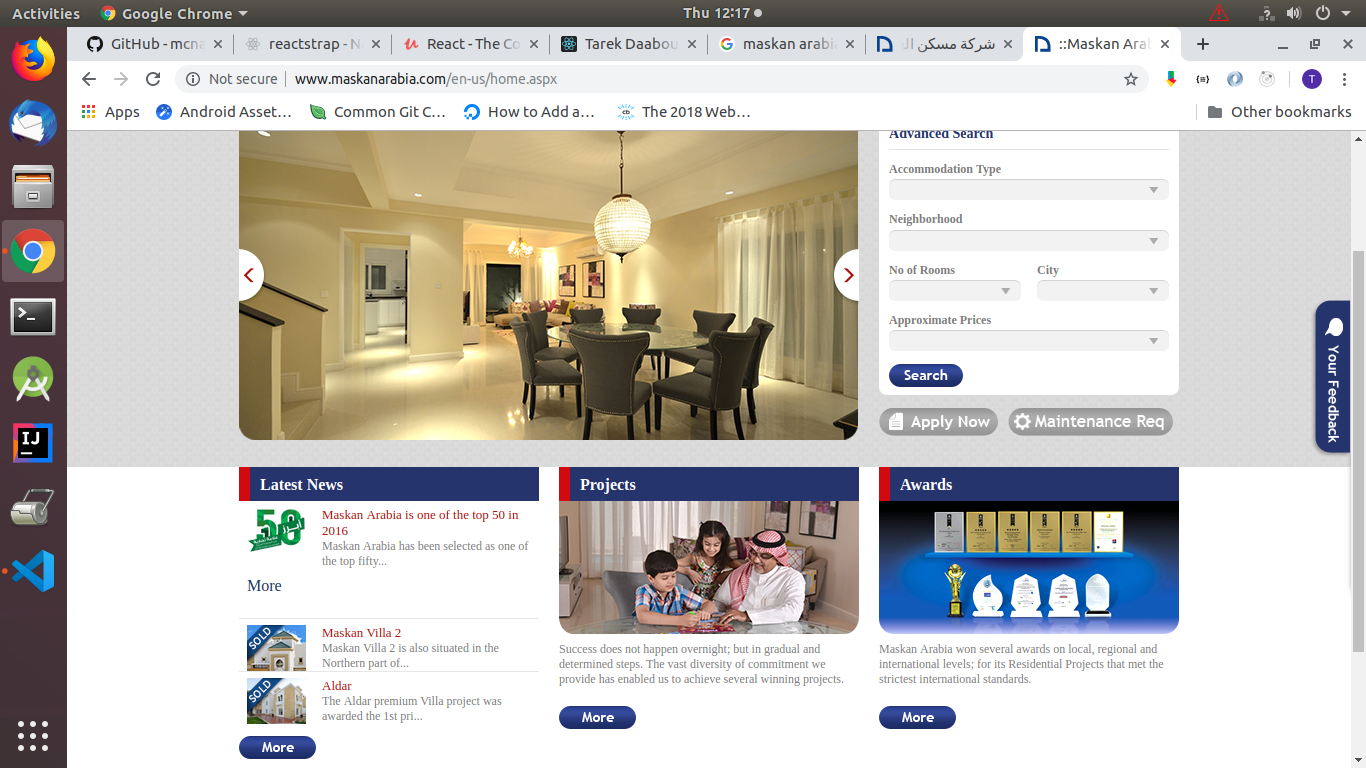 Activities
Google Chrome
Thu 12:17
GitHub - mcna
reactstrap - N
React - The Co
Tarek Daabou
maskan arabia
شركة مسكن ال
::Maskan Arab
Not secure
www.maskanarabia.com/en-us/home.aspx
T
Apps
Android Asset...
Common Git C...
How to Add a...
The 2018 Web...
Other bookmarks
Advanced Search
Accommodation Type
Neighborhood
No of Rooms
City
Approximate Prices
Search
Apply Now
Maintenance Req
Your Feedback
Latest News
50
Maskan Arabia is one of the top 50 in
2016
Maskan Arabia has been selected as one of
the top fifty...
More
SOLD
Maskan Villa 2
Maskan Villa 2 is also situated in the
Northern part of...
SOLD
Aldar
The Aldar premium Villa project was
awarded the 1st pri...
More
Projects
Success does not happen overnight; but in gradual and
determined steps. The vast diversity of commitment we
provide has enabled us to achieve several winning projects.
More
Awards
Maskan Arabia won several awards on local, regional and
international levels; for its Residential Projects that met the
strictest international standards.
More
IJ